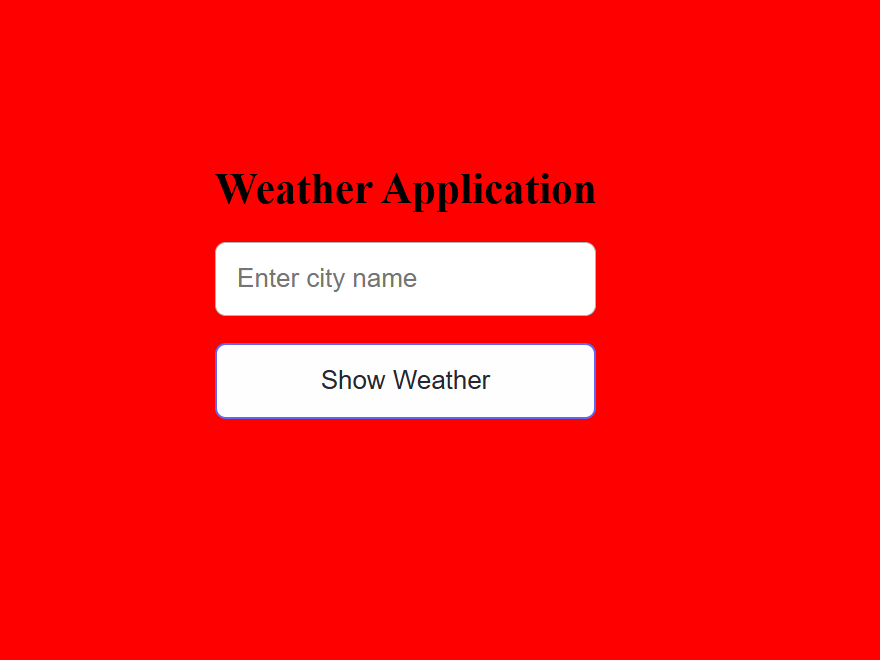 Weather Application
Enter city name
Show Weather